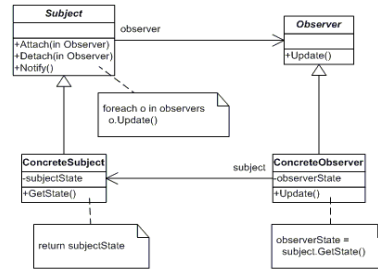 Subject
+Attach(in Observer)
+Detach(in Observer)
+Notify()
observer
Observer
+Update()
foreach o in observers
o.Update()
ConcreteSubject
-subjectState
+GetState()
subject
ConcreteObserver
-observerState
+Update()
return subjectState
observerState =
subject.GetState()